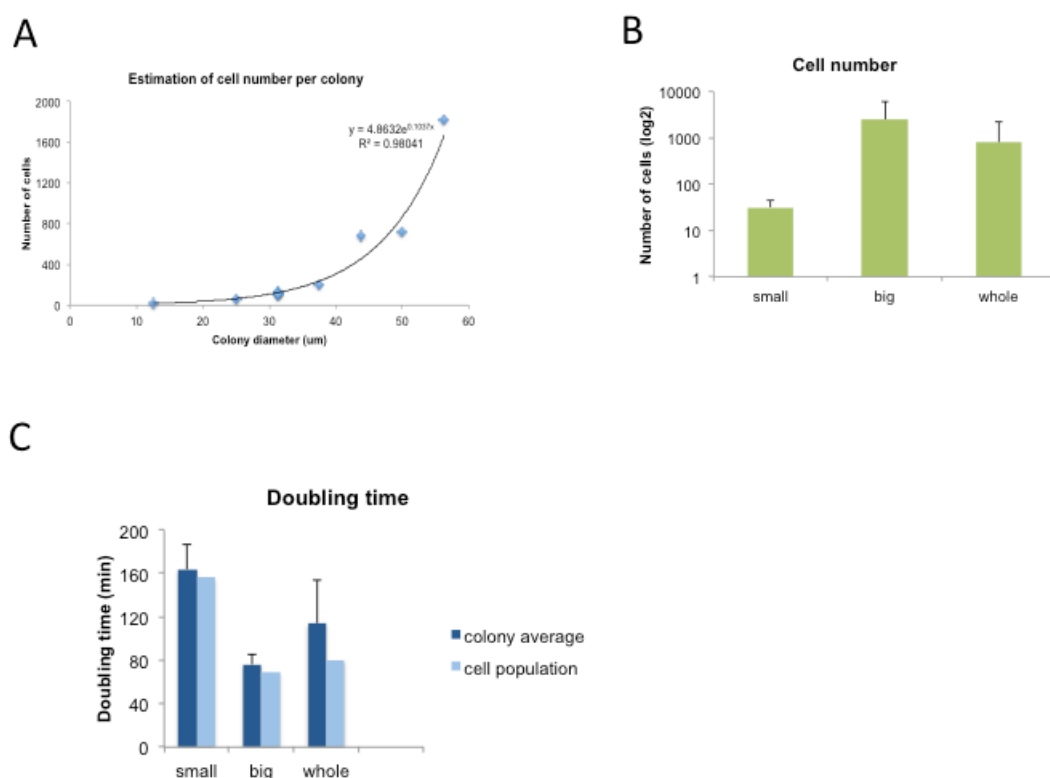 A
Estimation of cell number per colony
2000
1600
1200
800
400
0
Number of cells
y = 4.8632e^0.1037x
R² = 0.98041
0 10 20 30 40 50 60
Colony diameter (um)
B
Cell number
10000
1000
100
10
1
Number of cells (log2)
small big whole
C
Doubling time
200
160
120
80
40
0
Doubling time (min)
small big whole
colony average
cell population